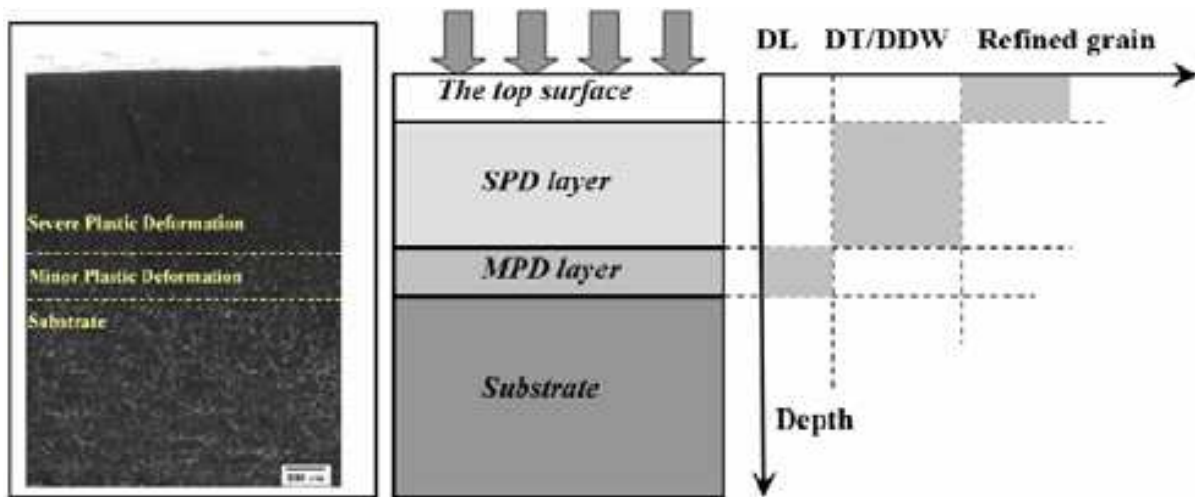 Severe Plastic Deformation
Minor Plastic Deformation
Substrate
The top surface
SPD layer
MPD layer
Substrate
DL DT/DDW Refined grain
Depth